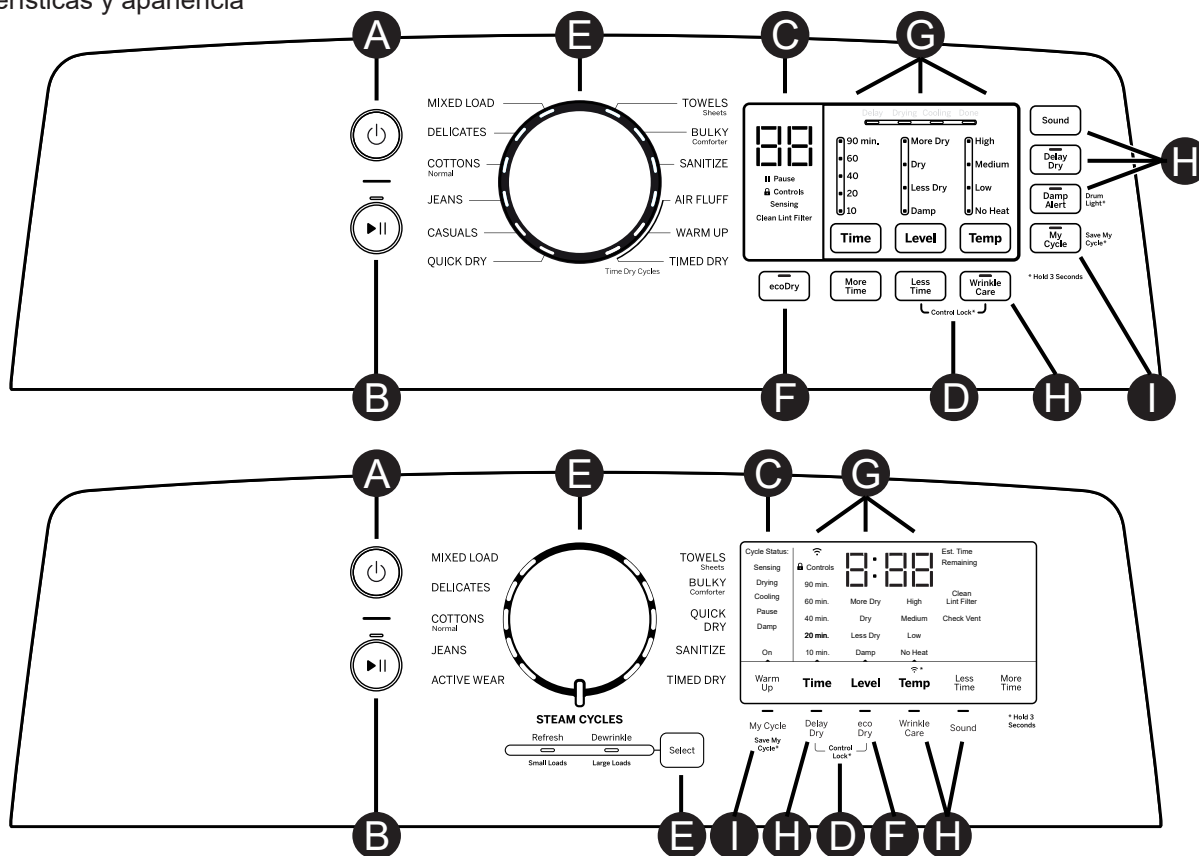 erísticas y apariencia
A E C G
MIXED LOAD
DELICATES
COTTONS
Normal
JEANS
CASUALS
QUICK DRY
TOWELS
Sheets
BULKY
Comforter
SANITIZE
AIR FLUFF
WARM UP
TIMED DRY
Time Dry Cycles
88
Pause
Controls
Sensing
Clean Lint Filter
Delay Drying Cooling Done
90 min. More Dry High
60 Dry Medium
40
20 Less Dry Low
10 Damp No Heat
Time Level Temp
Sound
Delay
Dry
Damp
Alert
Drum
Light*
My
Cycle
Save My
Cycle*
* Hold 3 Seconds
H
ecoDry
More
Time
Less
Time
Wrinkle
Care
Control Lock*
B F D H I
A E C G
MIXED LOAD
DELICATES
COTTONS
Normal
JEANS
ACTIVE WEAR
TOWELS
Sheets
BULKY
Comforter
QUICK
DRY
SANITIZE
TIMED DRY
STEAM CYCLES
Refresh Dewrinkle
Small Loads Large Loads
Select
Cycle Status:
Sensing
Drying
Cooling
Pause
Damp
On
Controls
90 min.
60 min.
40 min.
20 min.
10 min.
8:88
More Dry
Dry
Less Dry
Damp
High
Medium
Low
No Heat
*
Est. Time
Remaining
Clean
Lint Filter
Check Vent
Warm
Up
Time Level Temp
Less
Time
More
Time
My Cycle
Save My
Cycle*
Delay
Dry
eco
Dry
Control
Lock*
Wrinkle
Care
Sound
* Hold 3
Seconds
B E I H D F H